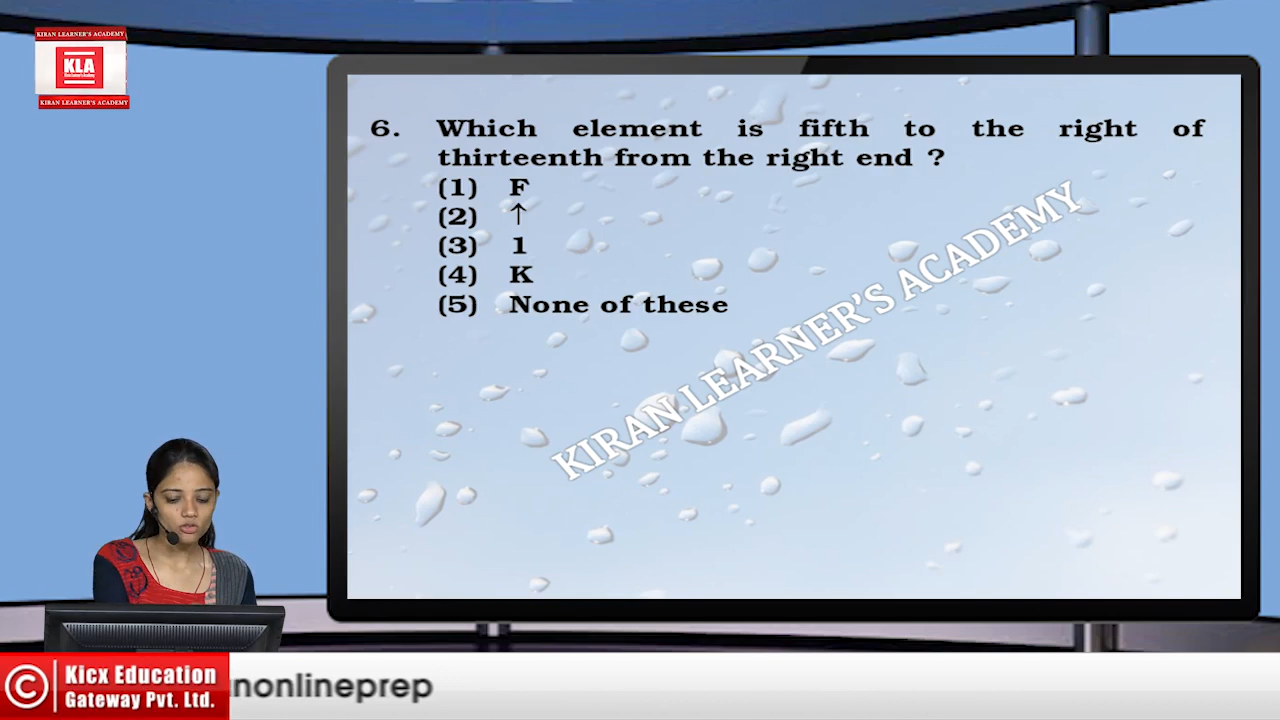 KIRAN LEARNER'S ACADEMY
KLA
KIRAN LEARNER'S ACADEMY
6. Which element is fifth to the right of
thirteenth from the right end ?
(1) F
(2) ↑
(3) 1
(4) K
(5) None of these
KIRAN LEARNER'S ACADEMY
© Kicx Education
Gateway Pvt. Ltd.
nonlineprep